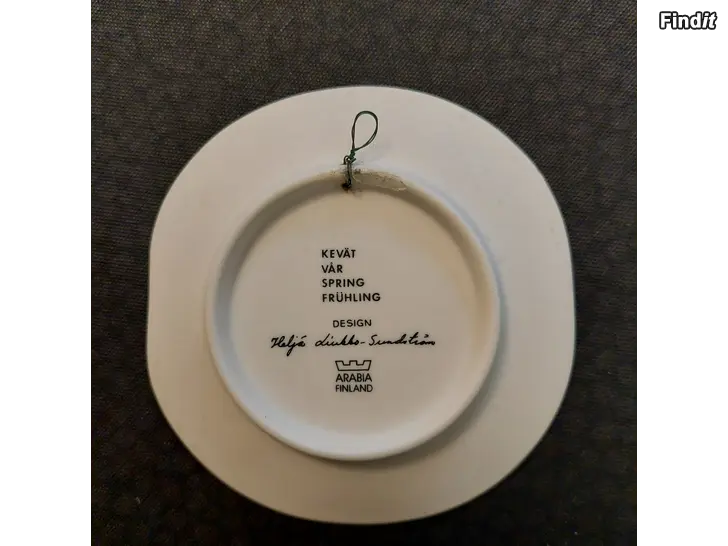 Findit
KEVÄT
VÅR
SPRING
FRÜHLING
DESIGN
Heljä Liukko-Sundström
ARABIA
FINLAND